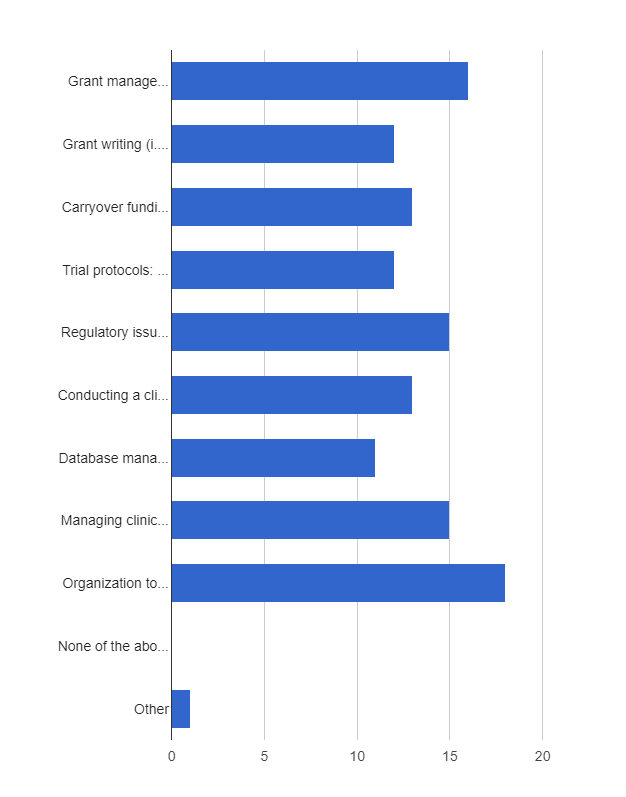 Grant manage...
Grant writing (i....
Carryover fundi...
Trial protocols: ...
Regulatory issu...
Conducting a cli...
Database mana...
Managing clinic...
Organization to...
None of the abo...
Other
0 5 10 15 20